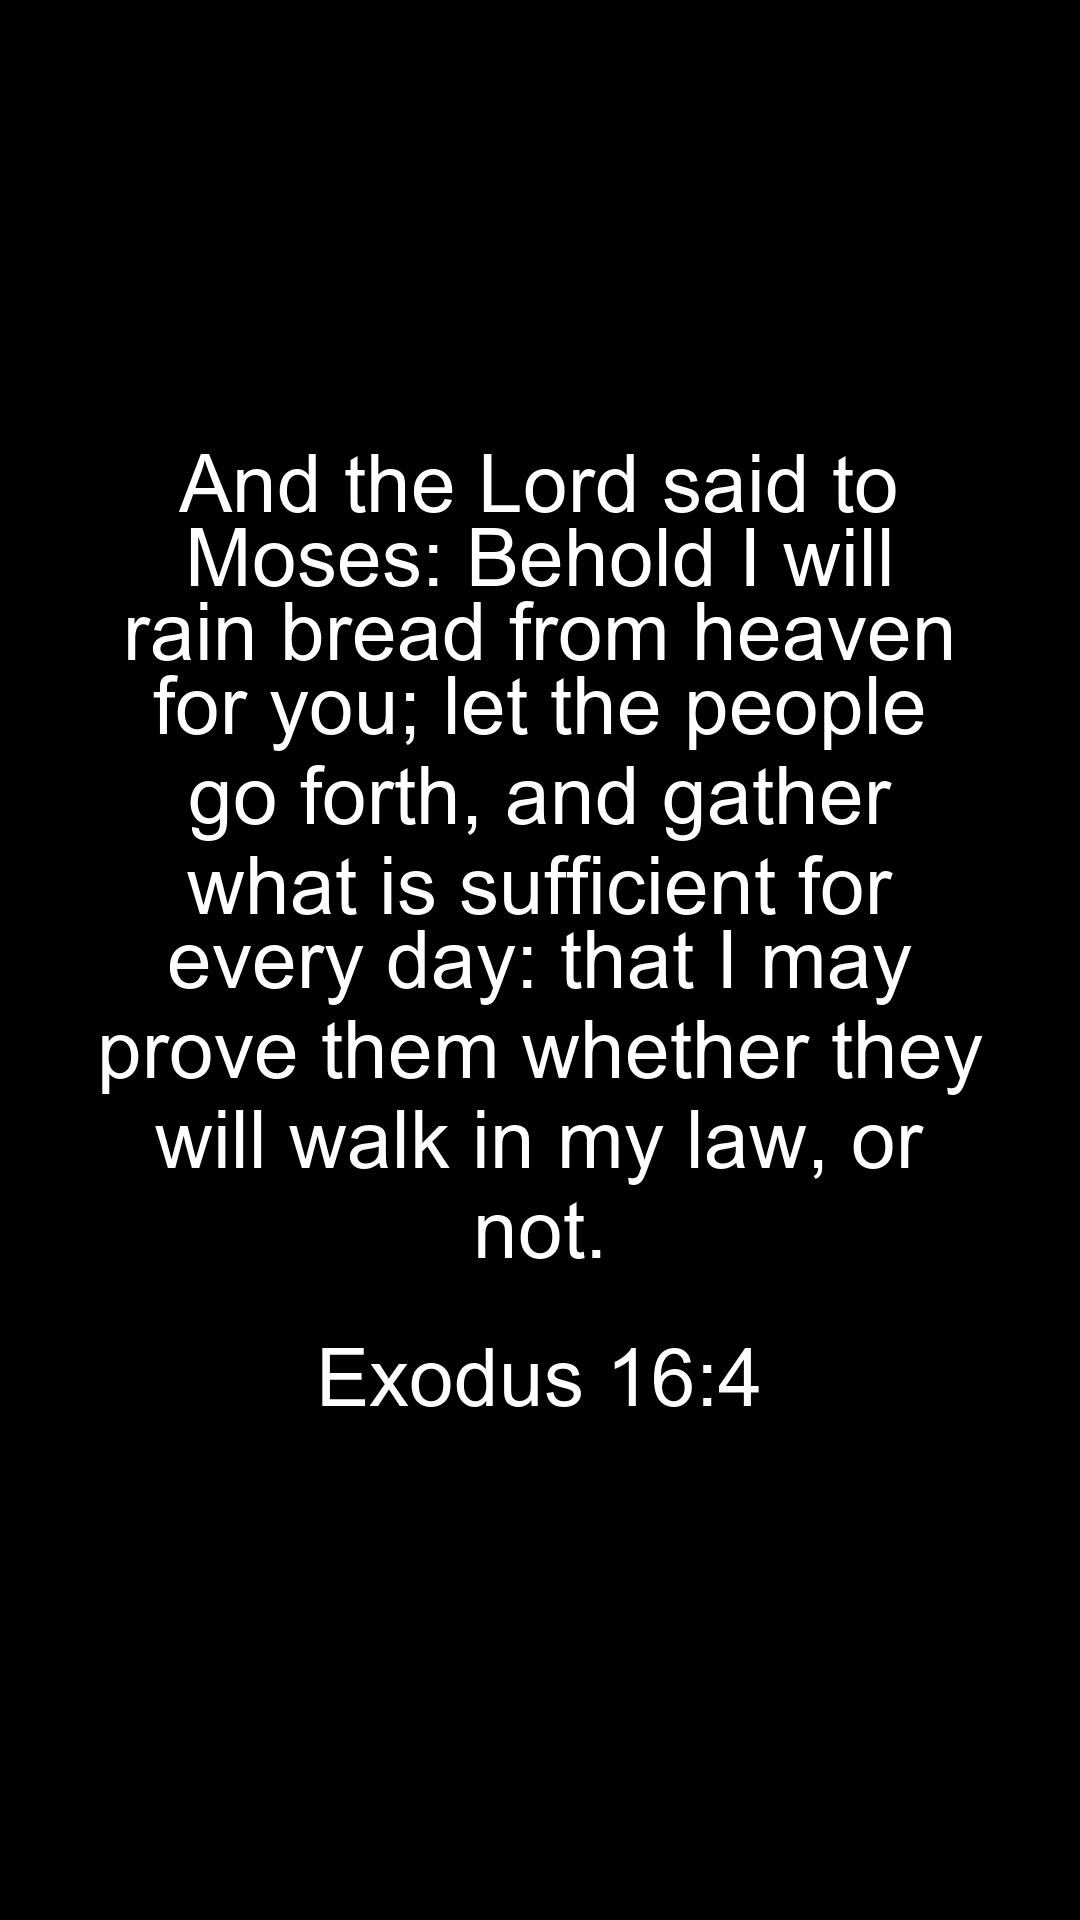 And the Lord said to
Moses: Behold I will
rain bread from heaven
for you; let the people
go forth, and gather
what is sufficient for
every day: that I may
prove them whether they
will walk in my law, or
not.
Exodus 16:4